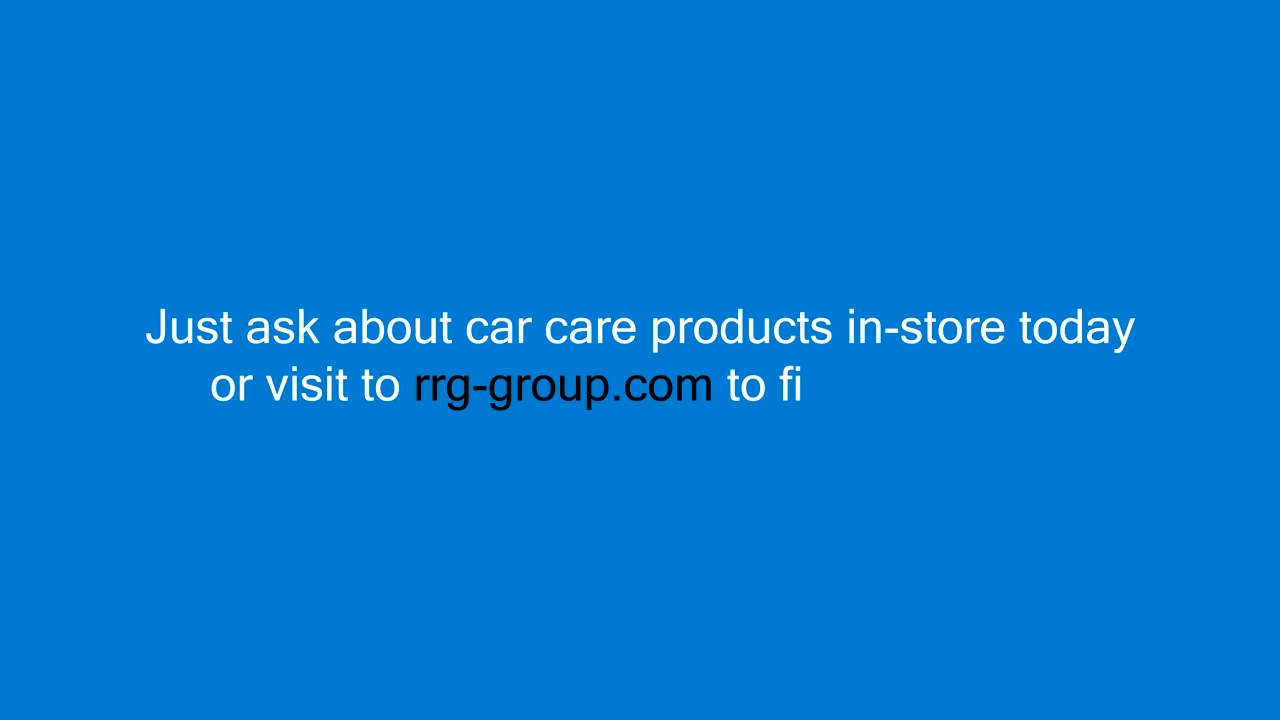 Just ask about car care products in-store today
or visit to rrg-group.com to fi